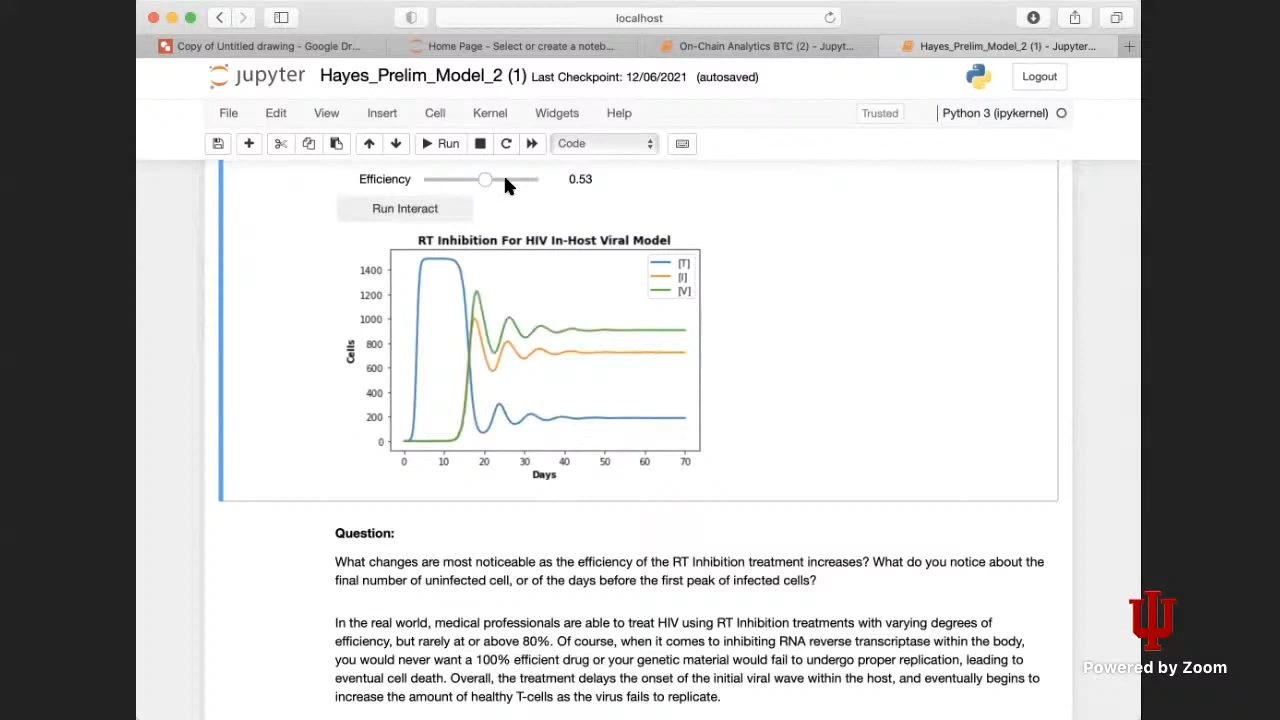 localhost
Copy of Untitled drawing - Google Dr...
Home Page - Select or create a noteb...
On-Chain Analytics BTC (2) - Jupyt...
Hayes_Prelim_Model_2 (1) - Jupyter...
jupyter Hayes_Prelim_Model_2 (1) Last Checkpoint: 12/06/2021 (autosaved)
Logout
File Edit View Insert Cell Kernel Widgets Help
Trusted
Python 3 (ipykernel)
Run
Code
Efficiency 0.53
Run Interact
RT Inhibition For HIV In-Host Viral Model
[T]
[I]
[V]
1400
1200
1000
800
600
400
200
0
Cells
0 10 20 30 40 50 60 70
Days
Question:
What changes are most noticeable as the efficiency of the RT Inhibition treatment increases? What do you notice about the
final number of uninfected cell, or of the days before the first peak of infected cells?
In the real world, medical professionals are able to treat HIV using RT Inhibition treatments with varying degrees of
efficiency, but rarely at or above 80%. Of course, when it comes to inhibiting RNA reverse transcriptase within the body,
you would never want a 100% efficient drug or your genetic material would fail to undergo proper replication, leading to
eventual cell death. Overall, the treatment delays the onset of the initial viral wave within the host, and eventually begins to
increase the amount of healthy T-cells as the virus fails to replicate.
Powered by Zoom